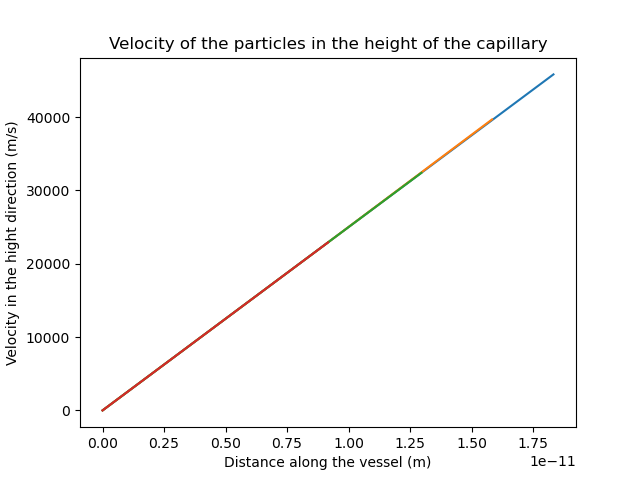 Velocity of the particles in the height of the capillary
Velocity in the hight direction (m/s)
40000
30000
20000
10000
0
0.00 0.25 0.50 0.75 1.00 1.25 1.50 1.75
1e−11
Distance along the vessel (m)